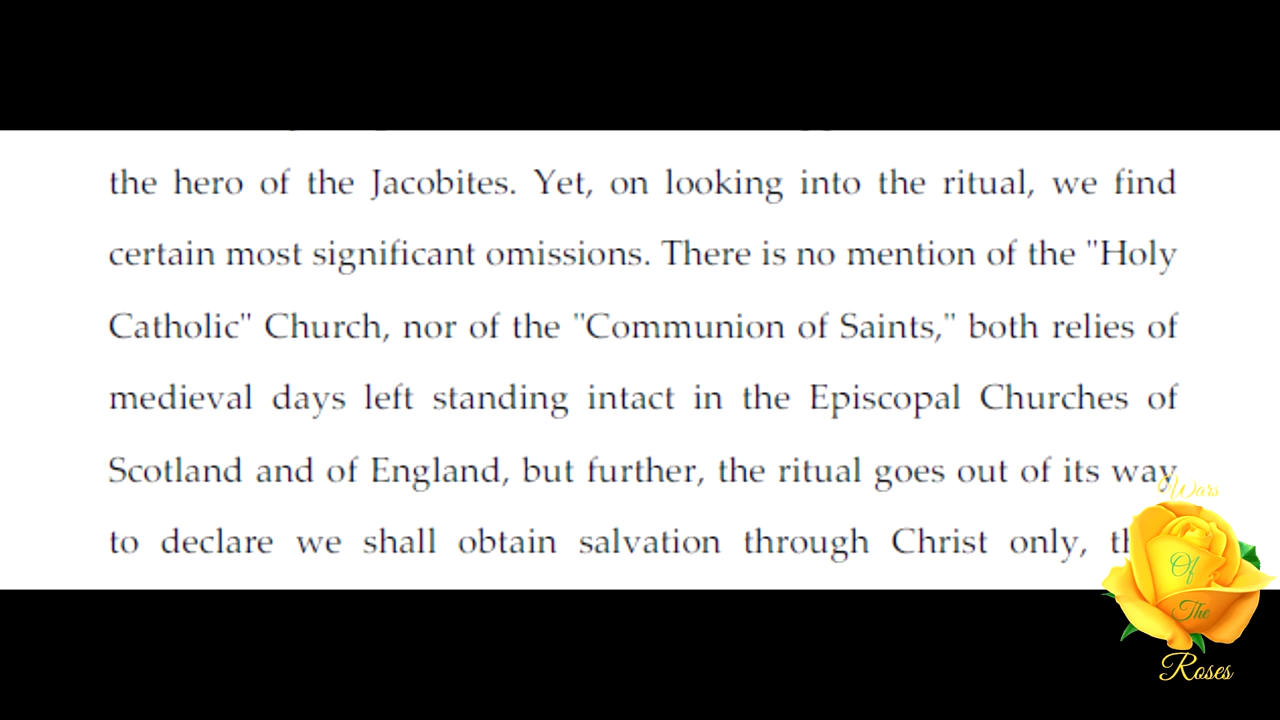 the hero of the Jacobites. Yet, on looking into the ritual, we find
certain most significant omissions. There is no mention of the "Holy
Catholic" Church, nor of the "Communion of Saints," both relies of
medieval days left standing intact in the Episcopal Churches of
Scotland and of England, but further, the ritual goes out of its way
to declare we shall obtain salvation through Christ only,
Wars
Of
The
Roses